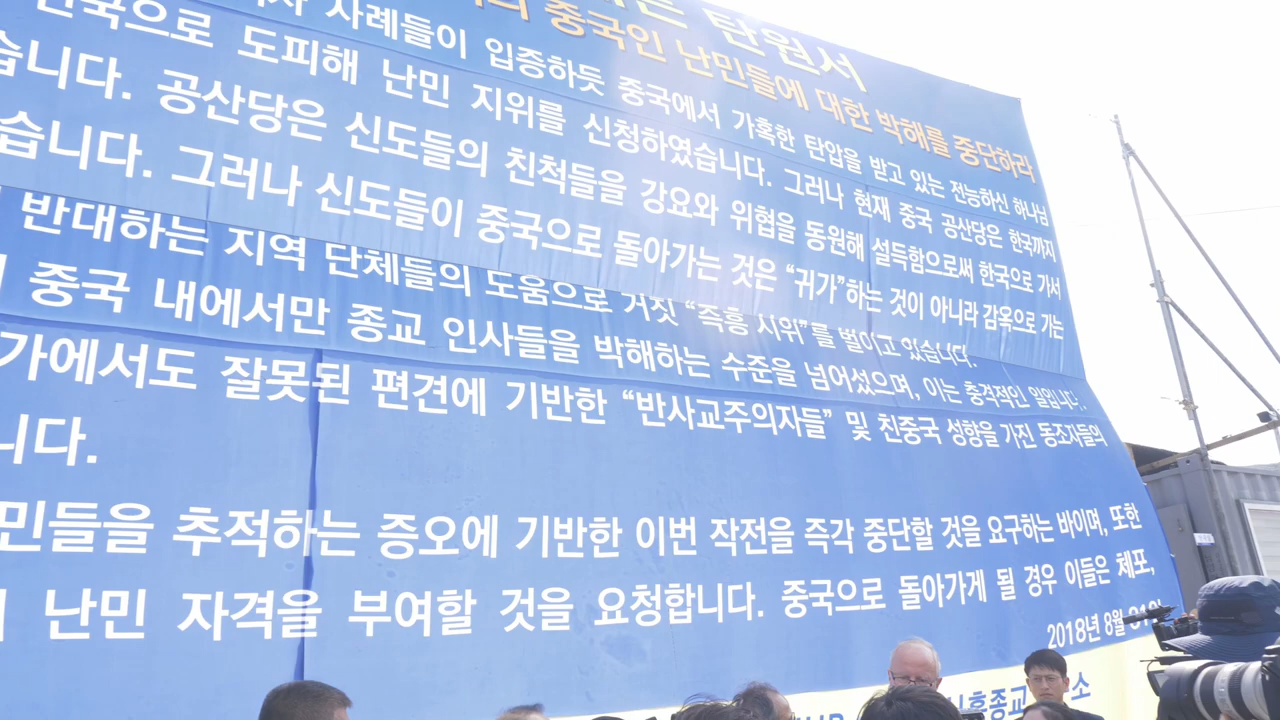 탄원서
중국인 난민들에 대한 박해를 중단하라
사례들이 입증하듯 중국에서 가혹한 탄압을 받고 있는 전능하신 하나님
도피해 난민 지위를 신청하였습니다. 그러나 현재 중국 공산당은 한국까지
습니다. 공산당은 신도들의 친척들을 강요와 위협을 동원해 설득함으로써 한국으로 가서
습니다. 그러나 신도들이 중국으로 돌아가는 것은 “귀가”하는 것이 아니라 감옥으로 가는
반대하는 지역 단체들의 도움으로 거짓 “즉흥 시위”를 벌이고 있습니다.
중국 내에서만 종교 인사들을 박해하는 수준을 넘어섰으며, 이는 충격적인 일입니다.
가에서도 잘못된 편견에 기반한 “반사교주의자들” 및 친중국 성향을 가진 동조자들의
니다.
민들을 추적하는 증오에 기반한 이번 작전을 즉각 중단할 것을 요구하는 바이며, 또한
난민 자격을 부여할 것을 요청합니다. 중국으로 돌아가게 될 경우 이들은 체포,
2018년 8월